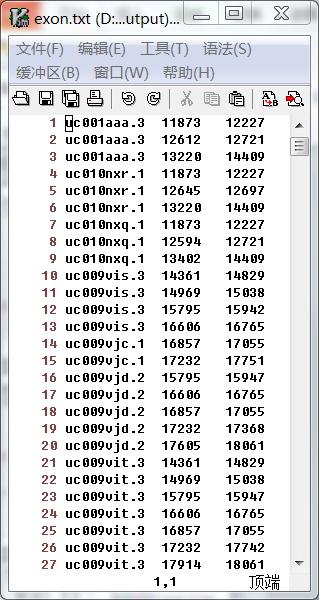 exon.txt (D:...utput)...
文件(F) 编辑(E) 工具(T) 语法(S)
缓冲区(B) 窗口(W) 帮助(H)
1 uc001aaa.3 11873 12227
2 uc001aaa.3 12612 12721
3 uc001aaa.3 13220 14409
4 uc010nxr.1 11873 12227
5 uc010nxr.1 12645 12697
6 uc010nxr.1 13220 14409
7 uc010nxq.1 11873 12227
8 uc010nxq.1 12594 12721
9 uc010nxq.1 13402 14409
10 uc009vis.3 14361 14829
11 uc009vis.3 14969 15038
12 uc009vis.3 15795 15942
13 uc009vis.3 16606 16765
14 uc009vjc.1 16857 17055
15 uc009vjc.1 17232 17751
16 uc009vjd.2 15795 15947
17 uc009vjd.2 16606 16765
18 uc009vjd.2 16857 17055
19 uc009vjd.2 17232 17368
20 uc009vjd.2 17605 18061
21 uc009vit.3 14361 14829
22 uc009vit.3 14969 15038
23 uc009vit.3 15795 15947
24 uc009vit.3 16606 16765
25 uc009vit.3 16857 17055
26 uc009vit.3 17232 17742
27 uc009vit.3 17914 18061
1,1 顶端